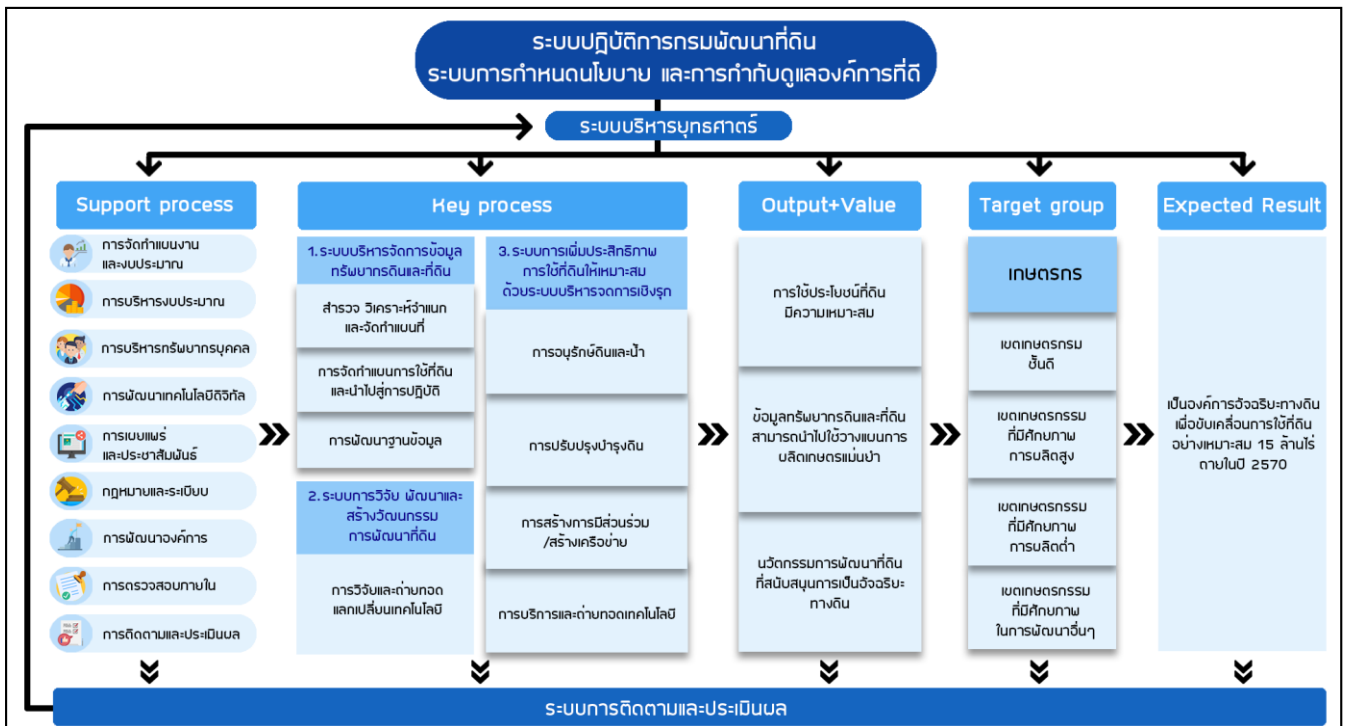 ระบบปฏิบัติการกรมพัฒนาที่ดิน
ระบบการกำหนดนโยบาย และการกำกับดูแลองค์การที่ดี
ระบบบริหารยุทธศาตร์
Support process
การจัดทำแผนงาน
และงบประมาณ
การบริหารงบประมาณ
การบริหารทรัพยากรบุคคล
การพัฒนาเทคโนโลยีดิจิทัล
การเผยแพร่
และประชาสัมพันธ์
กฎหมายและระเบียบ
การพัฒนาองค์การ
การตรวจสอบภายใน
การติดตามและประเมินผล
Key process
1.ระบบบริหารจัดการข้อมูล
ทรัพยากรดินและที่ดิน
สำรวจ วิเคราะห์จำแนก
และจัดทำแผนที่
การจัดทำแผนการใช้ที่ดิน
และนำไปสู่การปฏิบัติ
การพัฒนาฐานข้อมูล
2.ระบบการวิจัย พัฒนาและ
สร้างวัฒนกรรม
การพัฒนาที่ดิน
การวิจัยและถ่ายทอด
แลกเปลี่ยนเทคโนโลยี
3.ระบบการเพิ่มประสิทธิภาพ
การใช้ที่ดินให้เหมาะสม
ด้วยระบบบริหารจดการเชิงรุก
การอนุรักษ์ดินและน้ำ
การปรับปรุงบำรุงดิน
การสร้างการมีส่วนร่วม
/สร้างเครือข่าย
การบริการและถ่ายทอดเทคโนโลยี
Output+Value
การใช้ประโยชน์ที่ดิน
มีความเหมาะสม
ข้อมูลทรัพยากรดินและที่ดิน
สามารถนำไปใช้วางแผนการ
ผลิตเกษตรแม่นยำ
นวัตกรรมการพัฒนาที่ดิน
ที่สนับสนุนการเป็นอัจฉริยะ
ทางดิน
Target group
เกษตรกร
เขตเกษตรกรม
ชั้นดี
เขตเกษตรกรรม
ที่มีศักยภาพ
การผลิตสูง
เขตเกษตรกรรม
ที่มีศักยภาพ
การผลิตต่ำ
เขตเกษตรกรรม
ที่มีศักยภาพ
ในการพัฒนาอื่นๆ
Expected Result
เป็นองค์การอัจฉริยะทางดิน
เพื่อขับเคลื่อนการใช้ที่ดิน
อย่างเหมาะสม 15 ล้านไร่
ภายในปี 2570
ระบบการติดตามและประเมินผล